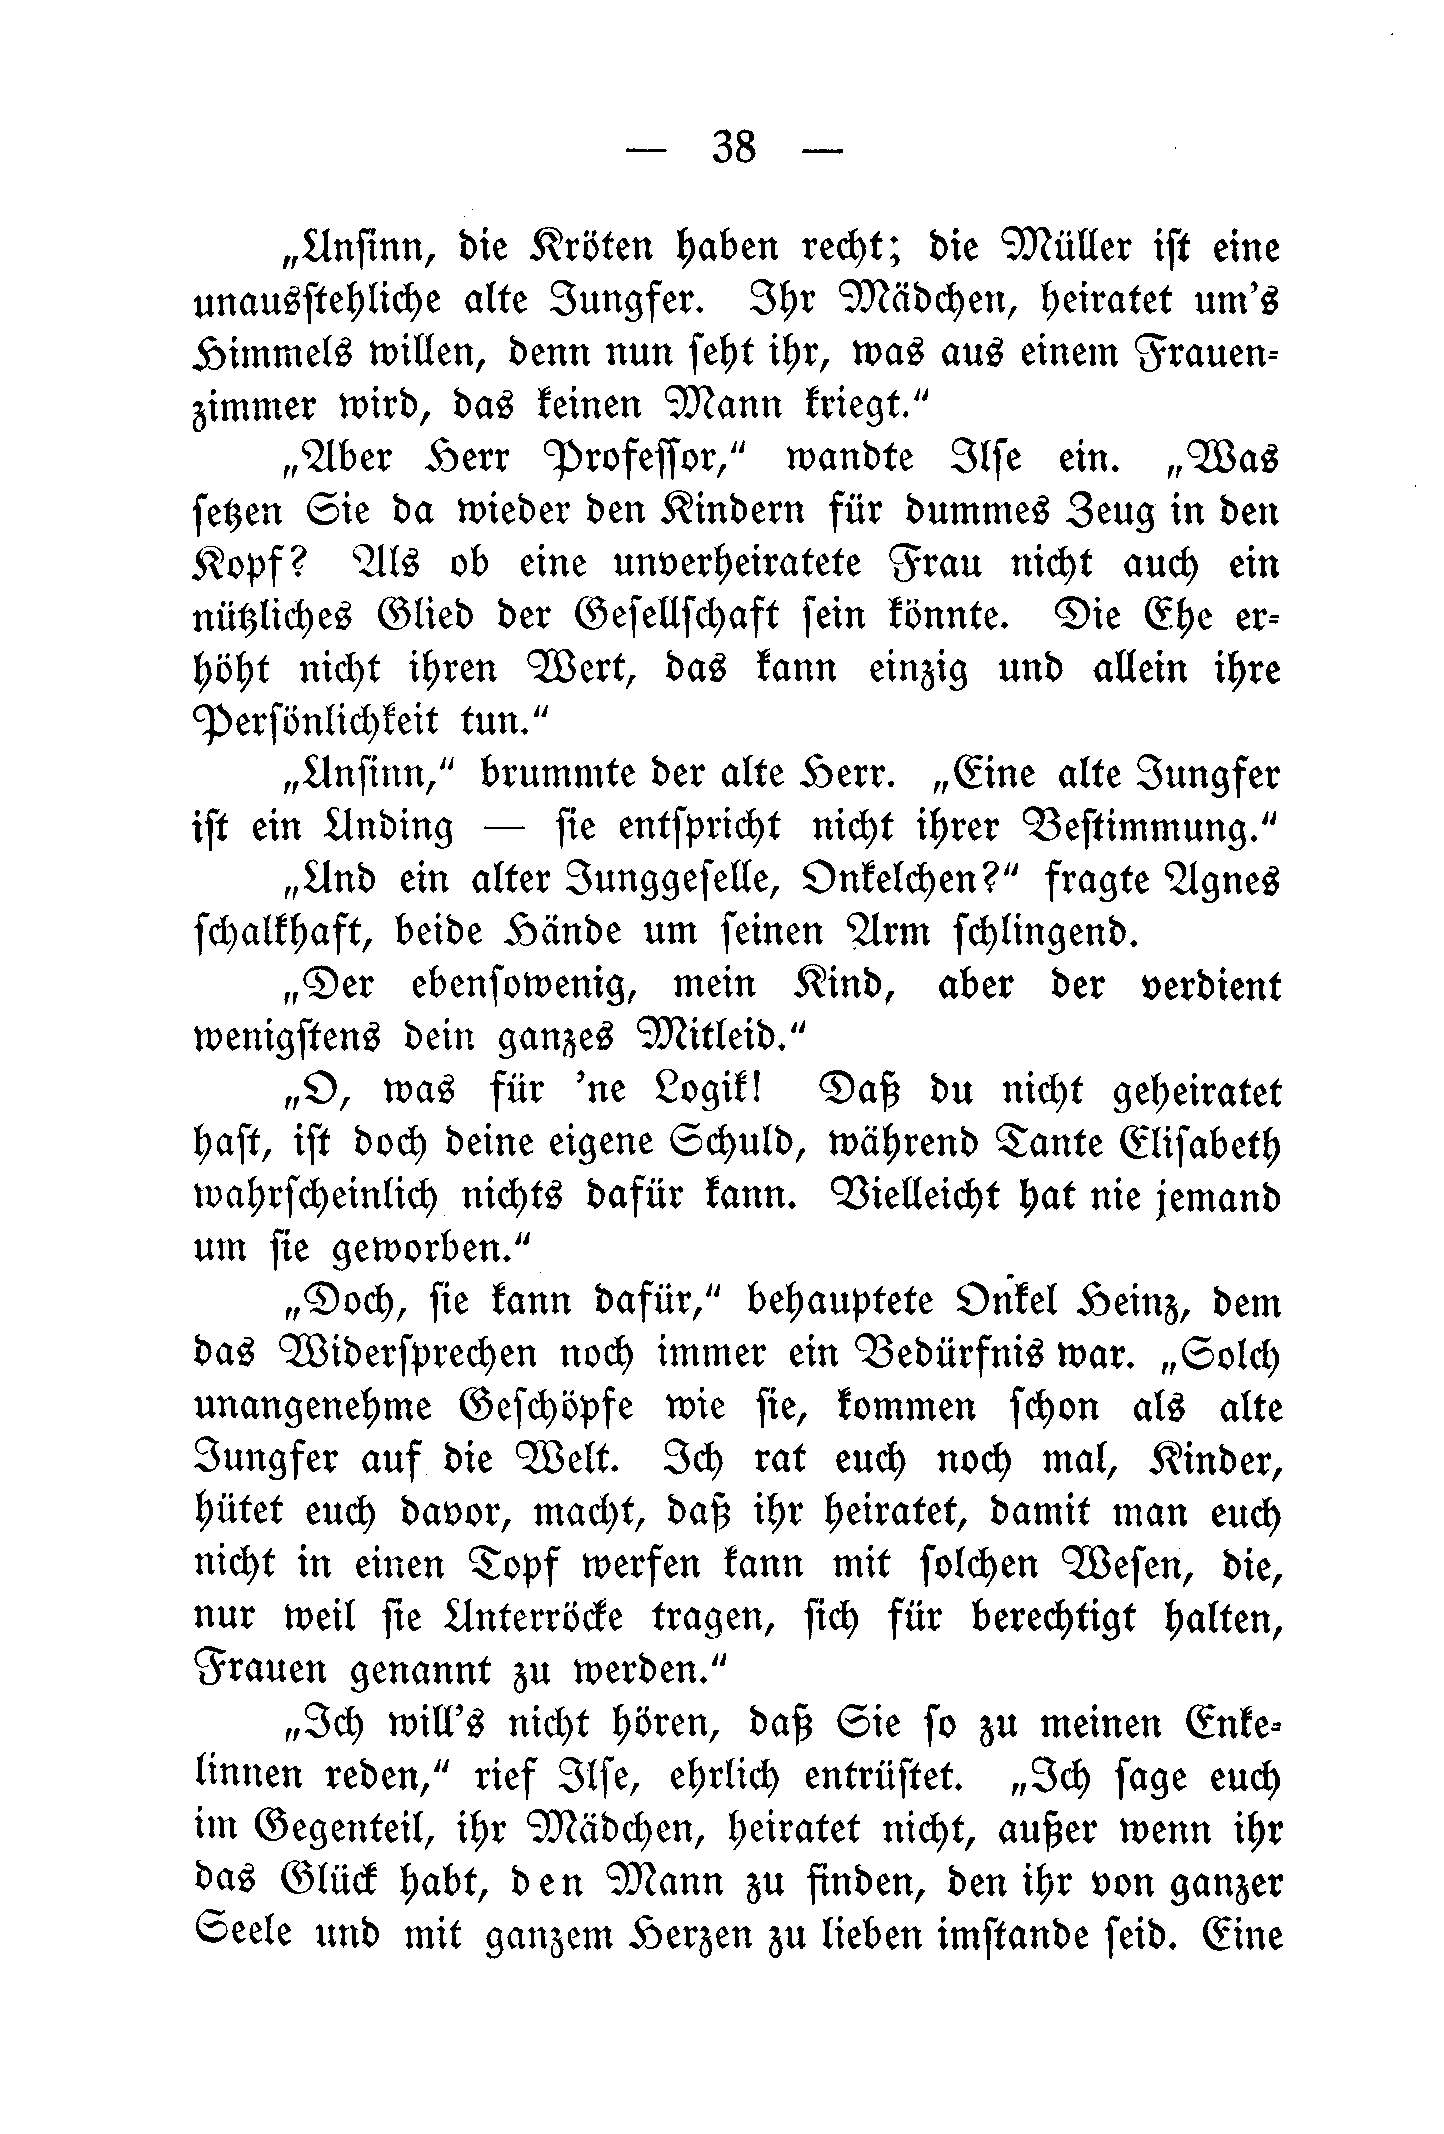 — 38 —
„Unsinn, die Kröten haben recht; die Müller ist eine
unausstehliche alte Jungfer. Ihr Mädchen, heiratet um's
Himmels willen, denn nun seht ihr, was aus einem Frauen-
zimmer wird, das keinen Mann kriegt.“
„Aber Herr Professor,“ wandte Ilse ein. „Was
setzen Sie da wieder den Kindern für dummes Zeug in den
Kopf? Als ob eine unverheiratete Frau nicht auch ein
nützliches Glied der Gesellschaft sein könnte. Die Ehe er-
höht nicht ihren Wert, das kann einzig und allein ihre
Persönlichkeit tun.“
„Unsinn,“ brummte der alte Herr. „Eine alte Jungfer
ist ein Unding — sie entspricht nicht ihrer Bestimmung.“
„Und ein alter Junggeselle, Onkelchen?“ fragte Agnes
schalkhaft, beide Hände um seinen Arm schlingend.
„Der ebensowenig, mein Kind, aber der verdient
wenigstens dein ganzes Mitleid.“
„O, was für 'ne Logik! Daß du nicht geheiratet
hast, ist doch deine eigene Schuld, während Tante Elisabeth
wahrscheinlich nichts dafür kann. Vielleicht hat nie jemand
um sie geworben.“
„Doch, sie kann dafür,“ behauptete Onkel Heinz, dem
das Widersprechen noch immer ein Bedürfnis war. „Solch
unangenehme Geschöpfe wie sie, kommen schon als alte
Jungfer auf die Welt. Ich rat euch noch mal, Kinder,
hütet euch davor, macht, daß ihr heiratet, damit man euch
nicht in einen Topf werfen kann mit solchen Wesen, die,
nur weil sie Unterröcke tragen, sich für berechtigt halten,
Frauen genannt zu werden.“
„Ich will's nicht hören, daß Sie so zu meinen Enke-
linnen reden,“ rief Ilse, ehrlich entrüstet. „Ich sage euch
im Gegenteil, ihr Mädchen, heiratet nicht, außer wenn ihr
das Glück habt, den Mann zu finden, den ihr von ganzer
Seele und mit ganzem Herzen zu lieben imstande seid. Eine